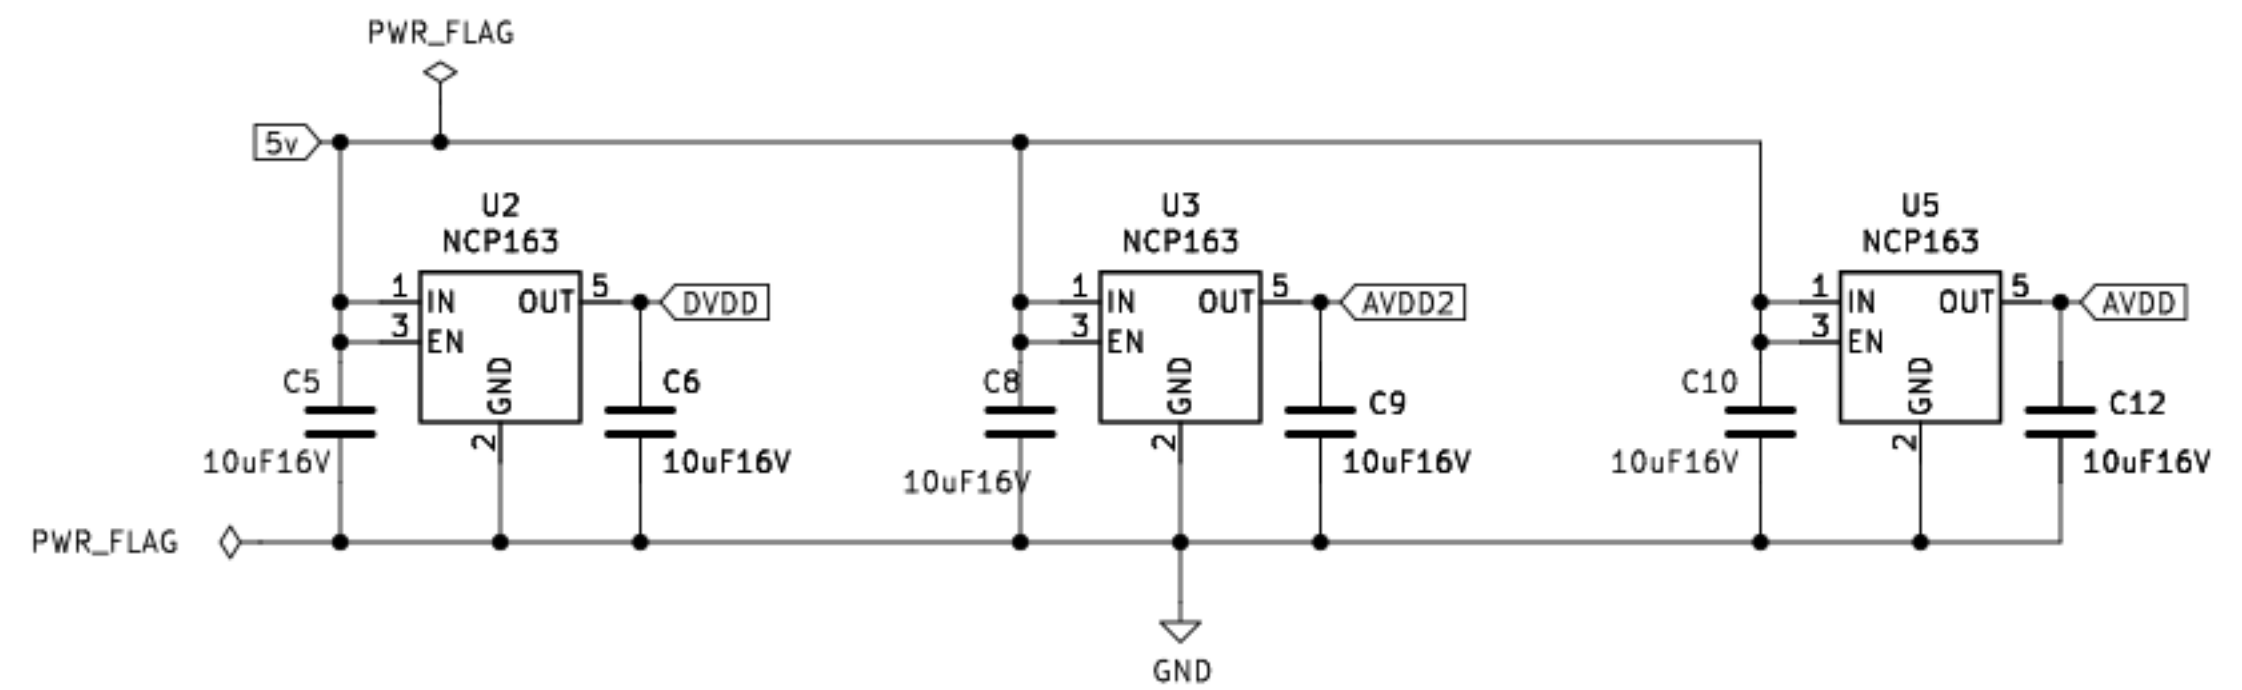 PWR_FLAG
5v
U2
NCP163
1 IN OUT 5
3 EN
GND
2
DVDD
C5
10uF16V
C6
10uF16V
U3
NCP163
1 IN OUT 5
3 EN
GND
2
AVDD2
C8
10uF16V
C9
10uF16V
U5
NCP163
1 IN OUT 5
3 EN
GND
2
AVDD
C10
10uF16V
C12
10uF16V
PWR_FLAG
GND